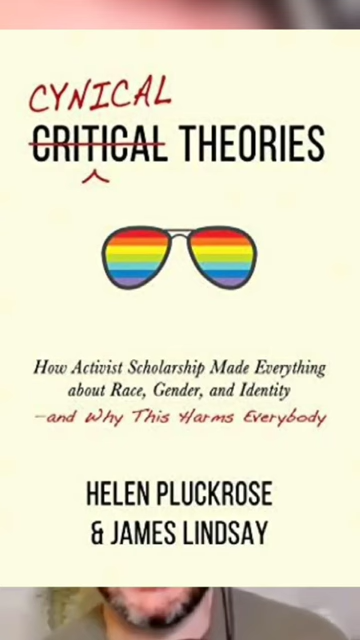 CYNICAL
CRITICAL THEORIES
How Activist Scholarship Made Everything
about Race, Gender, and Identity
—and Why This Harms Everybody
HELEN PLUCKROSE
& JAMES LINDSAY